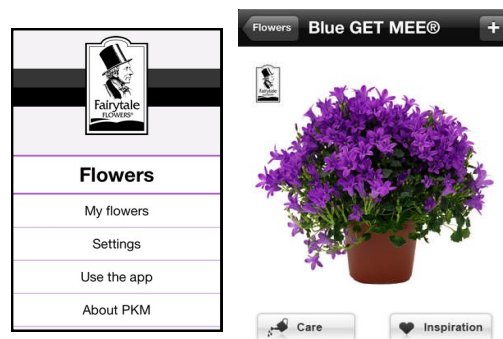 Fairytale
FLOWERS®
Flowers
My flowers
Settings
Use the app
About PKM
Flowers
Blue GET MEE®
+
Care
Inspiration